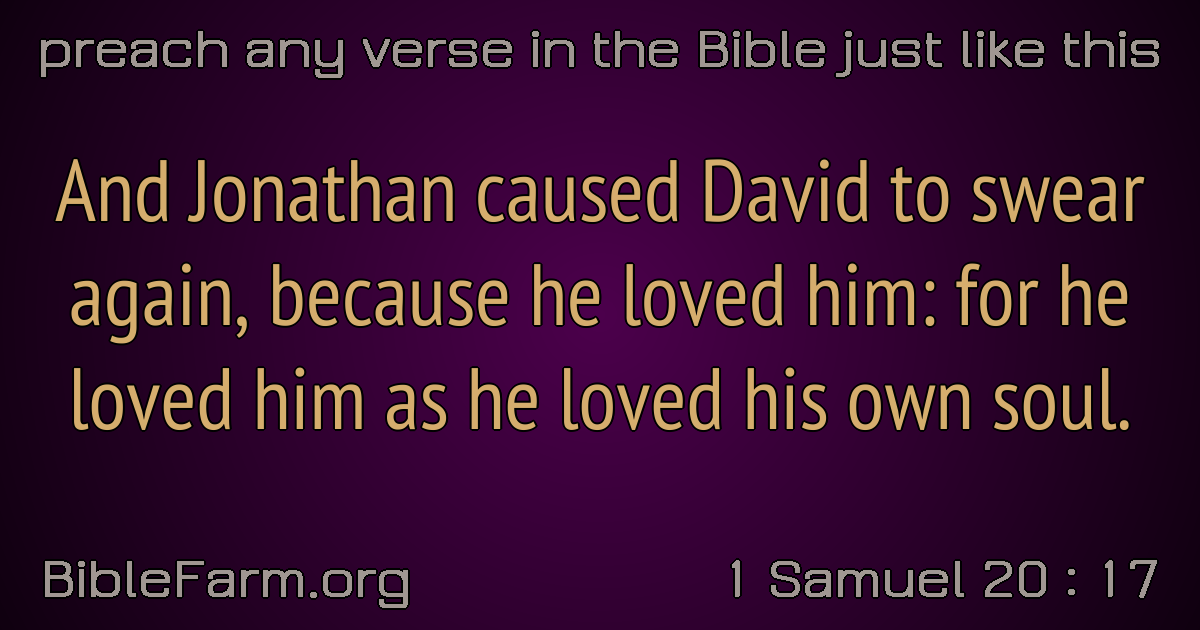 preach any verse in the Bible just like this
And Jonathan caused David to swear
again, because he loved him: for he
loved him as he loved his own soul.
BibleFarm.org
1 Samuel 20 : 17